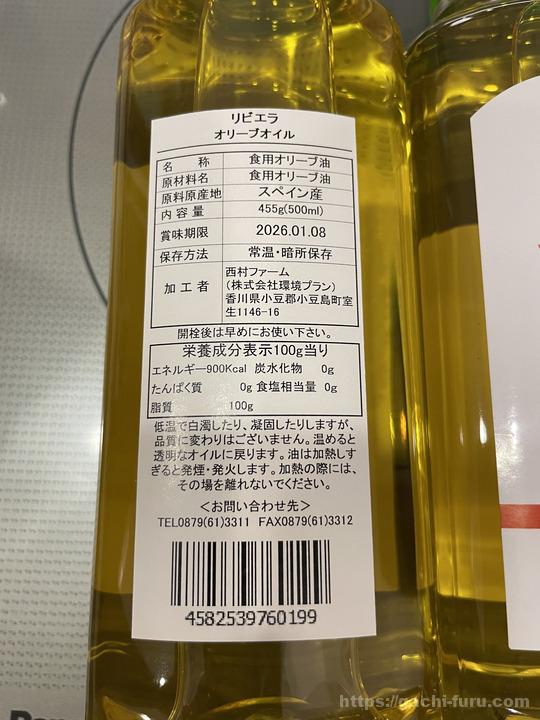 リビエラ
オリーブオイル
名 称 食用オリーブ油
原材料名 食用オリーブ油
原料原産地 スペイン産
内容量 455g(500ml)
賞味期限 2026.01.08
保存方法 常温・暗所保存
加工者 西村ファーム
(株式会社環境プラン)
香川県小豆郡小豆島町室
生1146-16
開栓後は早めにお使い下さい。
栄養成分表示100g当り
エネルギー900Kcal 炭水化物 0g
たんぱく質 0g 食塩相当量 0g
脂質 100g
低温で白濁したり、凝固したりしますが、
品質に変わりはございません。温めると
透明なオイルに戻ります。油は加熱しす
ぎると発煙・発火します。加熱の際には、
その場を離れないでください。
＜お問い合わせ先＞
TEL0879(61)3311 FAX0879(61)3312
4582539760199
https://gachi-furu.com